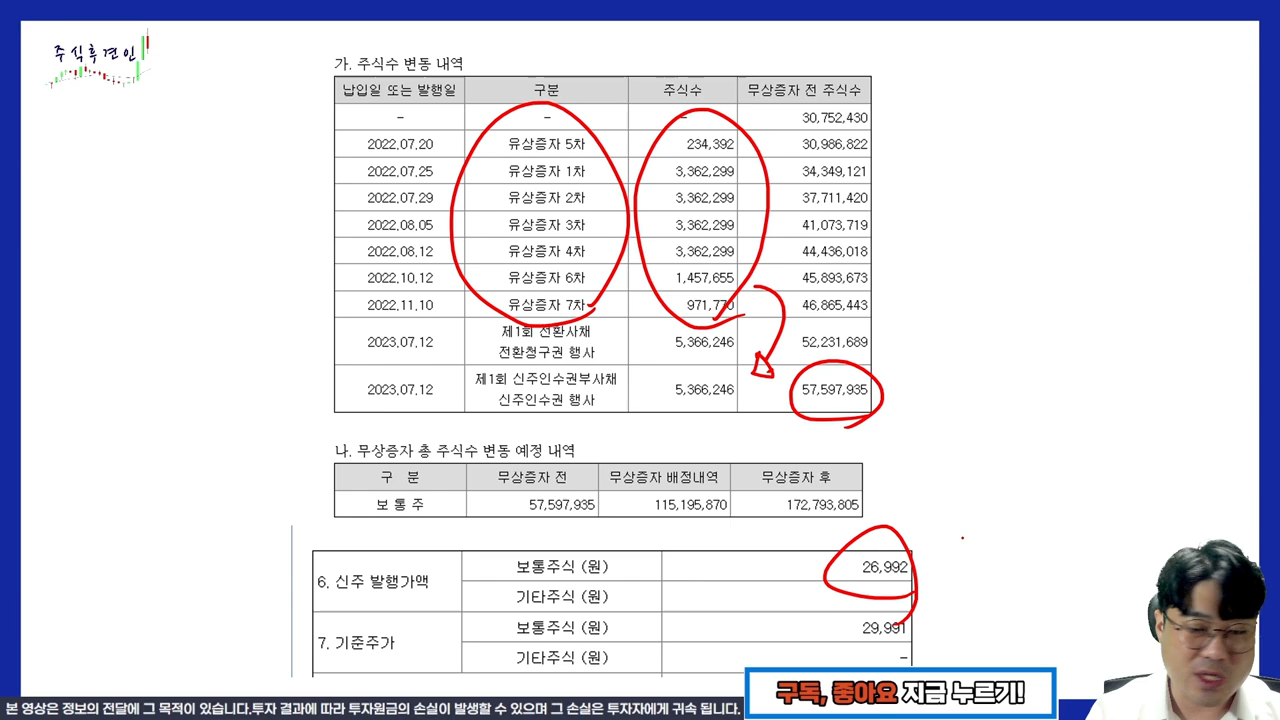 주식후견인
가. 주식수 변동 내역
납입일 또는 발행일 구분 주식수 무상증자 전 주식수
- - - 30,752,430
2022.07.20 유상증자 5차 234,392 30,986,822
2022.07.25 유상증자 1차 3,362,299 34,349,121
2022.07.29 유상증자 2차 3,362,299 37,711,420
2022.08.05 유상증자 3차 3,362,299 41,073,719
2022.08.12 유상증자 4차 3,362,299 44,436,018
2022.10.12 유상증자 6차 1,457,655 45,893,673
2022.11.10 유상증자 7차 971,770 46,865,443
2023.07.12 제1회 전환사채 5,366,246 52,231,689
전환청구권 행사
2023.07.12 제1회 신주인수권부사채 5,366,246 57,597,935
신주인수권 행사
나. 무상증자 총 주식수 변동 예정 내역
구 분 무상증자 전 무상증자 배정내역 무상증자 후
보 통 주 57,597,935 115,195,870 172,793,805
6. 신주 발행가액 보통주식 (원) 26,992
기타주식 (원)
7. 기준주가 보통주식 (원) 29,991
기타주식 (원) -
구독, 좋아요 지금 누르기!
본 영상은 정보의 전달에 그 목적이 있습니다.투자 결과에 따라 투자원금의 손실이 발생할 수 있으며 그 손실은 투자자에게 귀속 됩니다.